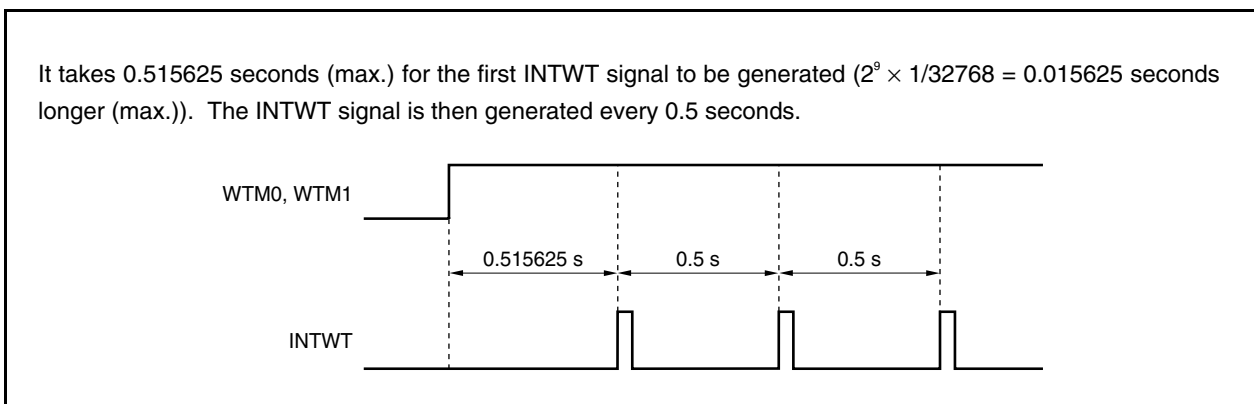 It takes 0.515625 seconds (max.) for the first INTWT signal to be generated (2⁹ × 1/32768 = 0.015625 seconds
longer (max.)).  The INTWT signal is then generated every 0.5 seconds.
WTM0, WTM1
0.515625 s 0.5 s 0.5 s
INTWT